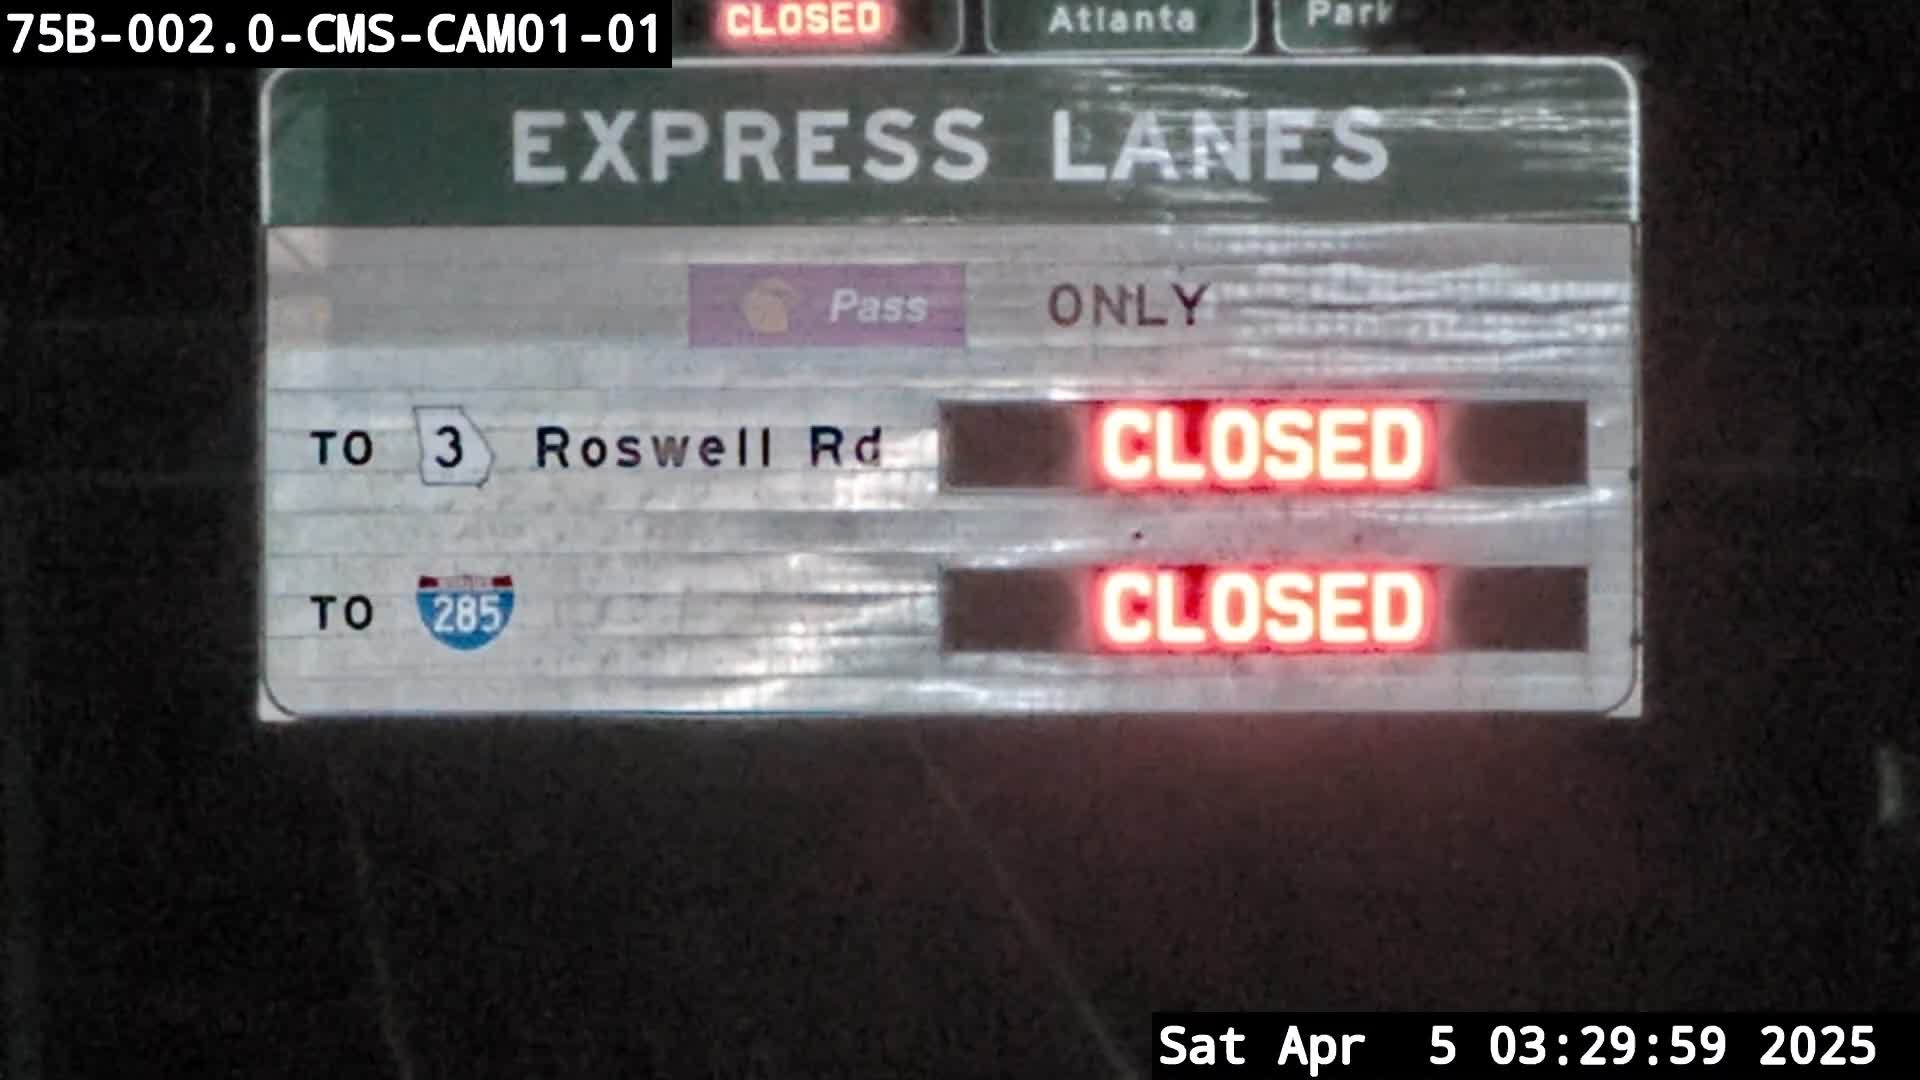 75B-002.0-CMS-CAM01-01
CLOSED
Atlanta
EXPRESS LANES
Pass ONLY
TO 3 Roswell Rd CLOSED
TO 285 CLOSED
Sat Apr 5 03:29:59 2025